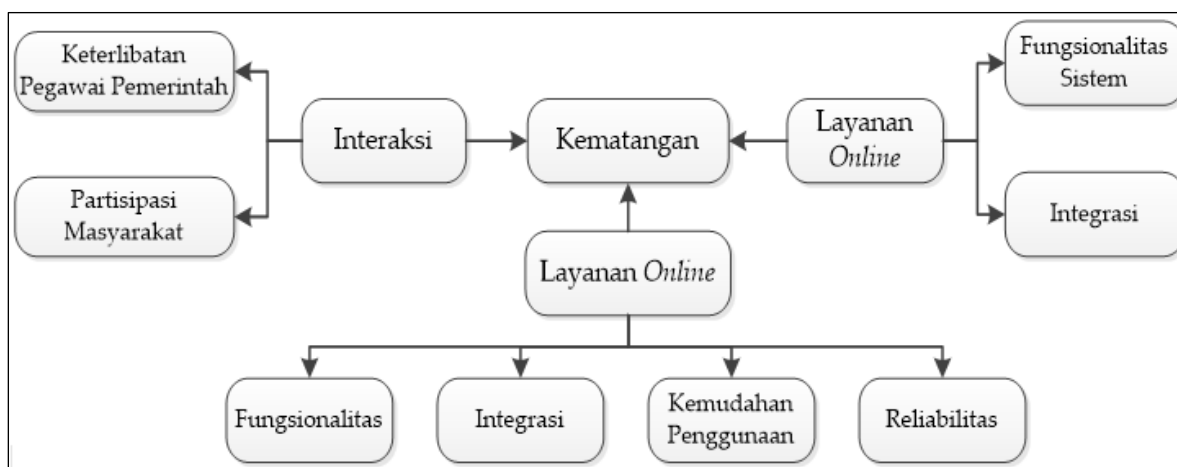 Keterlibatan
Pegawai Pemerintah
Partisipasi
Masyarakat
Interaksi
Kematangan
Layanan
Online
Fungsionalitas
Sistem
Integrasi
Layanan Online
Fungsionalitas
Integrasi
Kemudahan
Penggunaan
Reliabilitas